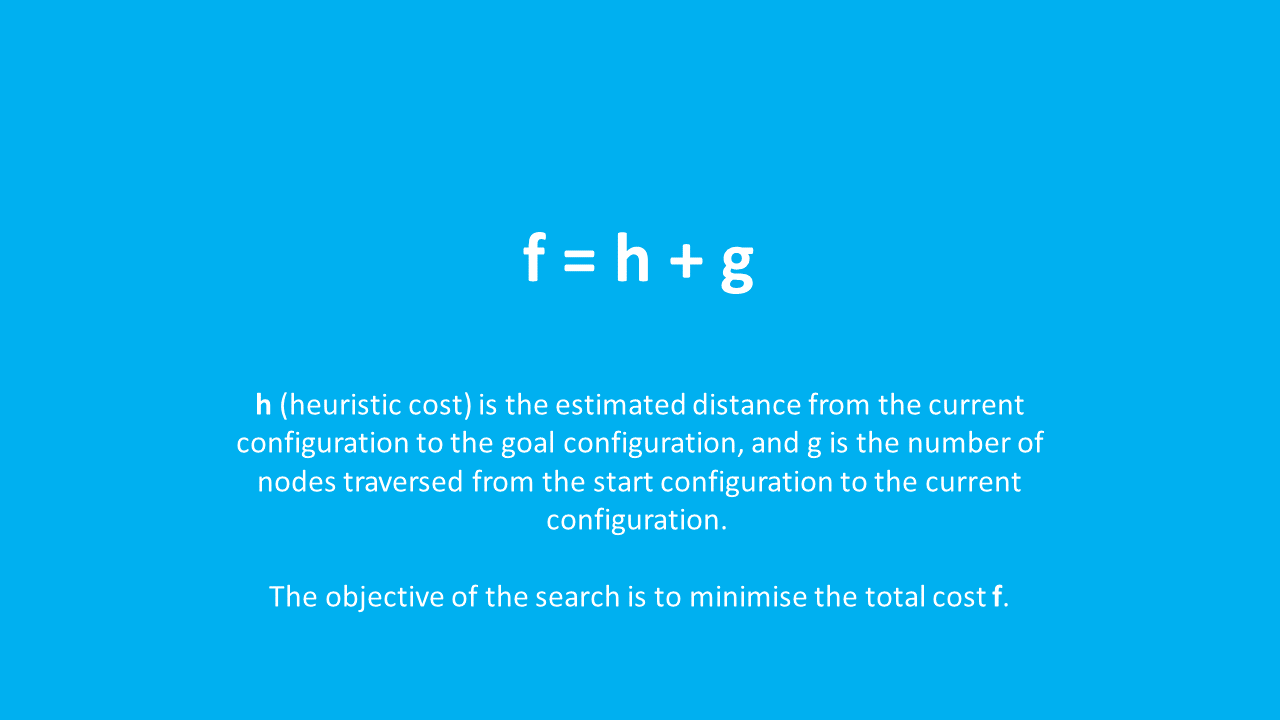 f = h + g
h (heuristic cost) is the estimated distance from the current
configuration to the goal configuration, and g is the number of
nodes traversed from the start configuration to the current
configuration.
The objective of the search is to minimise the total cost f.